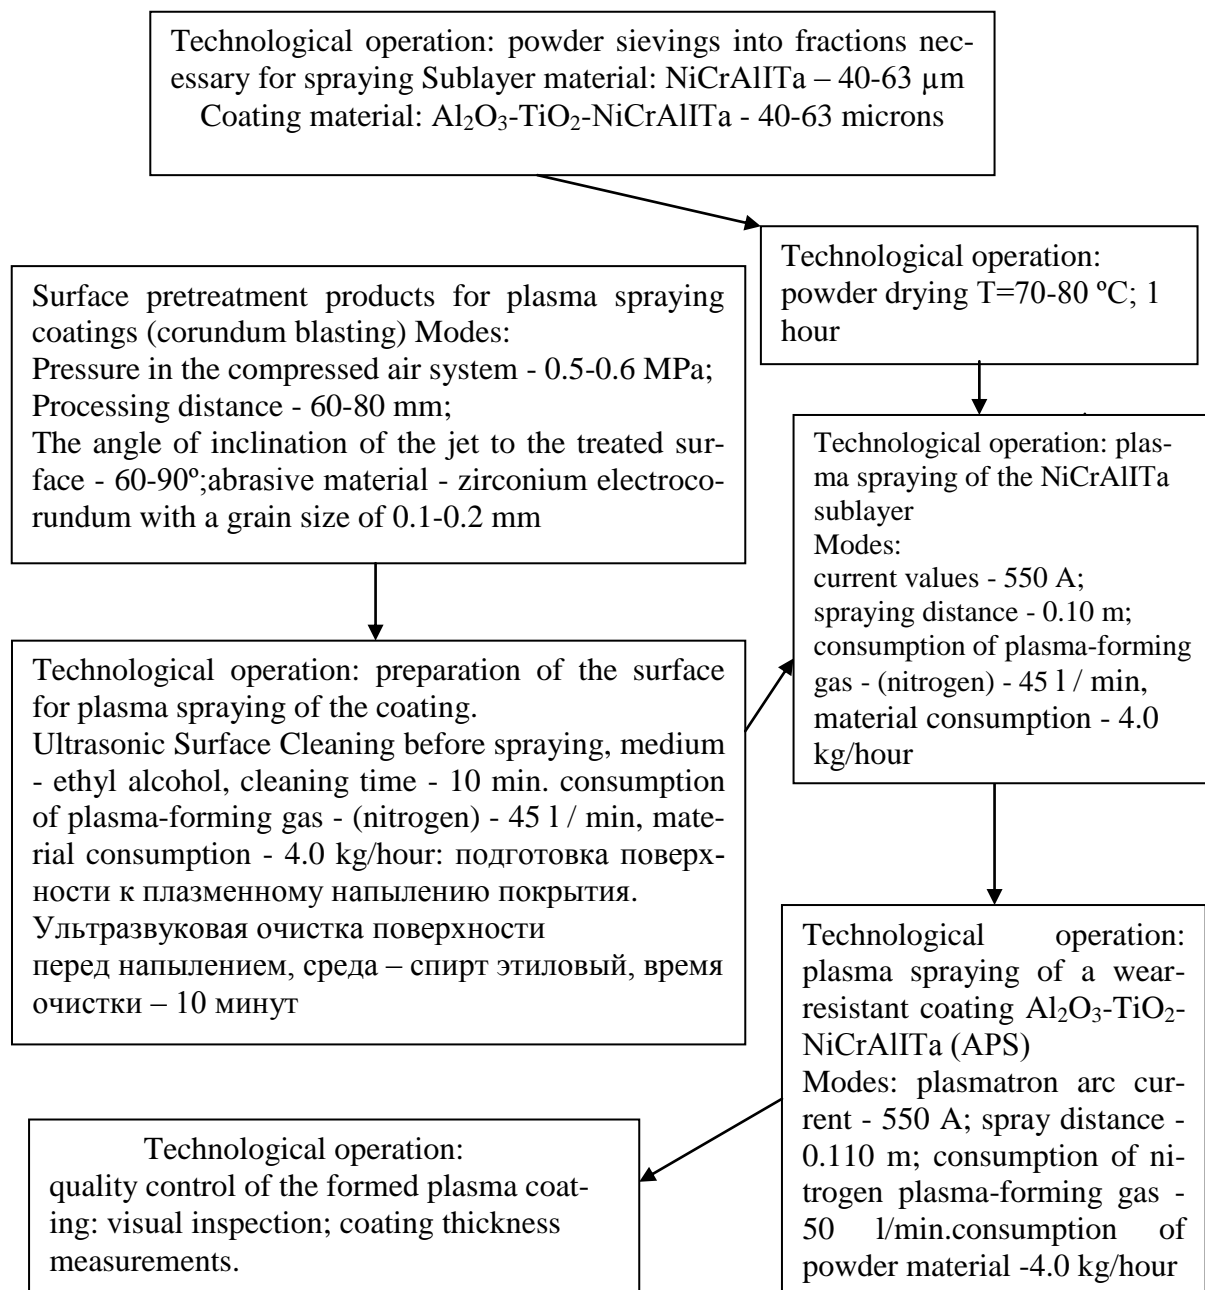 Technological operation: powder sievings into fractions nec-
essary for spraying Sublayer material: NiCrAlITa – 40-63 µm
Coating material: Al₂O₃-TiO₂-NiCrAlITa - 40-63 microns
Technological operation:
powder drying T=70-80 ºC; 1
hour
Surface pretreatment products for plasma spraying
coatings (corundum blasting) Modes:
Pressure in the compressed air system - 0.5-0.6 MPa;
Processing distance - 60-80 mm;
The angle of inclination of the jet to the treated sur-
face - 60-90º;abrasive material - zirconium electroco-
rundum with a grain size of 0.1-0.2 mm
Technological operation: plas-
ma spraying of the NiCrAlITa
sublayer
Modes:
current values - 550 A;
spraying distance - 0.10 m;
consumption of plasma-forming
gas - (nitrogen) - 45 l / min,
material consumption - 4.0
kg/hour
Technological operation: preparation of the surface
for plasma spraying of the coating.
Ultrasonic Surface Cleaning before spraying, medium
- ethyl alcohol, cleaning time - 10 min. consumption
of plasma-forming gas - (nitrogen) - 45 l / min, mate-
rial consumption - 4.0 kg/hour: подготовка поверх-
ности к плазменному напылению покрытия.
Ультразвуковая очистка поверхности
перед напылением, среда – спирт этиловый, время
очистки – 10 минут
Technological operation:
plasma spraying of a wear-
resistant coating Al₂O₃-TiO₂-
NiCrAlITa (APS)
Modes: plasmatron arc cur-
rent - 550 A; spray distance -
0.110 m; consumption of ni-
trogen plasma-forming gas -
50 l/min.consumption of
powder material -4.0 kg/hour
Technological operation:
quality control of the formed plasma coat-
ing: visual inspection; coating thickness
measurements.